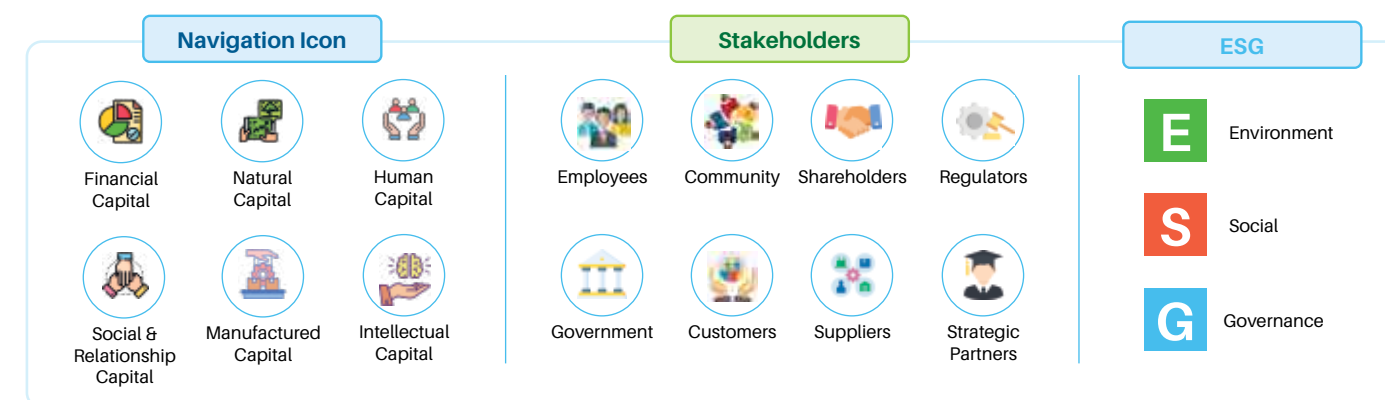 Navigation Icon
Financial
Capital
Natural
Capital
Human
Capital
Social &
Relationship
Capital
Manufactured
Capital
Intellectual
Capital
Stakeholders
Employees
Community
Shareholders
Regulators
Government
Customers
Suppliers
Strategic
Partners
ESG
E
Environment
S
Social
G
Governance